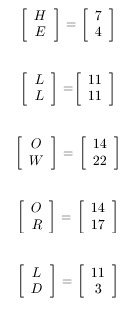 [ H ] = [ 7 ]
[ E ] = [ 4 ]
[ L ] = [ 11 ]
[ L ] = [ 11 ]
[ O ] = [ 14 ]
[ W ] = [ 22 ]
[ O ] = [ 14 ]
[ R ] = [ 17 ]
[ L ] = [ 11 ]
[ D ] = [ 3 ]